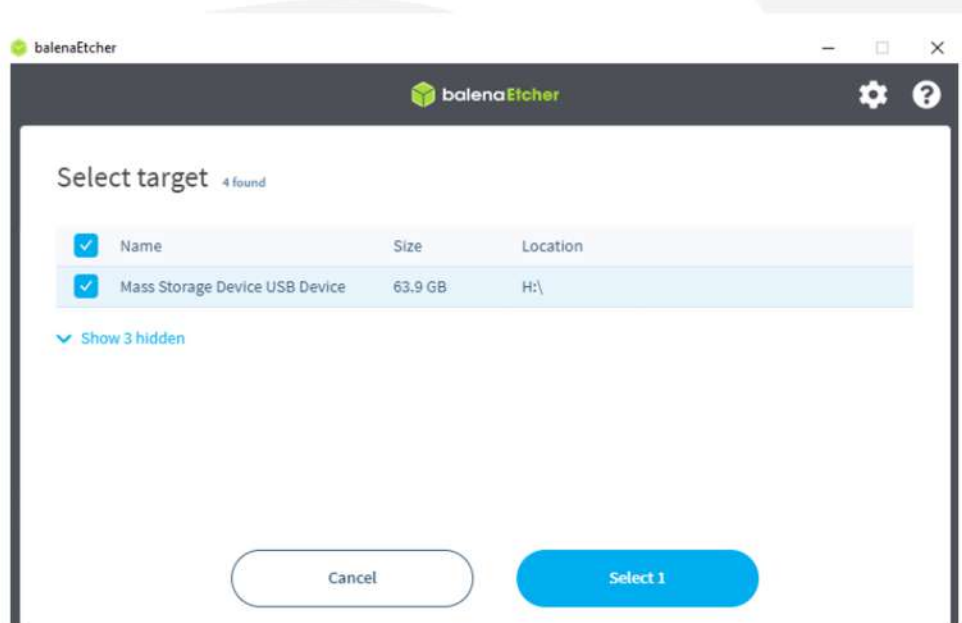 balenaEtcher
balenaEtcher
Select target 4 found
Name Size Location
Mass Storage Device USB Device 63.9 GB H:\
Show 3 hidden
Cancel Select 1